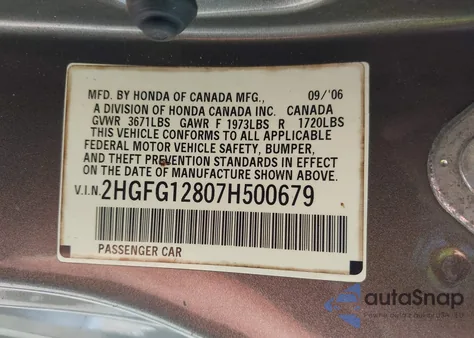 MFD. BY HONDA OF CANADA MFG., 09/'06
A DIVISION OF HONDA CANADA INC. CANADA
GVWR 3671LBS GAWR F 1973LBS R 1720LBS
THIS VEHICLE CONFORMS TO ALL APPLICABLE
FEDERAL MOTOR VEHICLE SAFETY, BUMPER,
AND THEFT PREVENTION STANDARDS IN EFFECT
ON THE DATE OF MANUFACTURE SHOWN ABOVE.
V.I.N. 2HGFG12807H500679
PASSENGER CAR
autoSnap